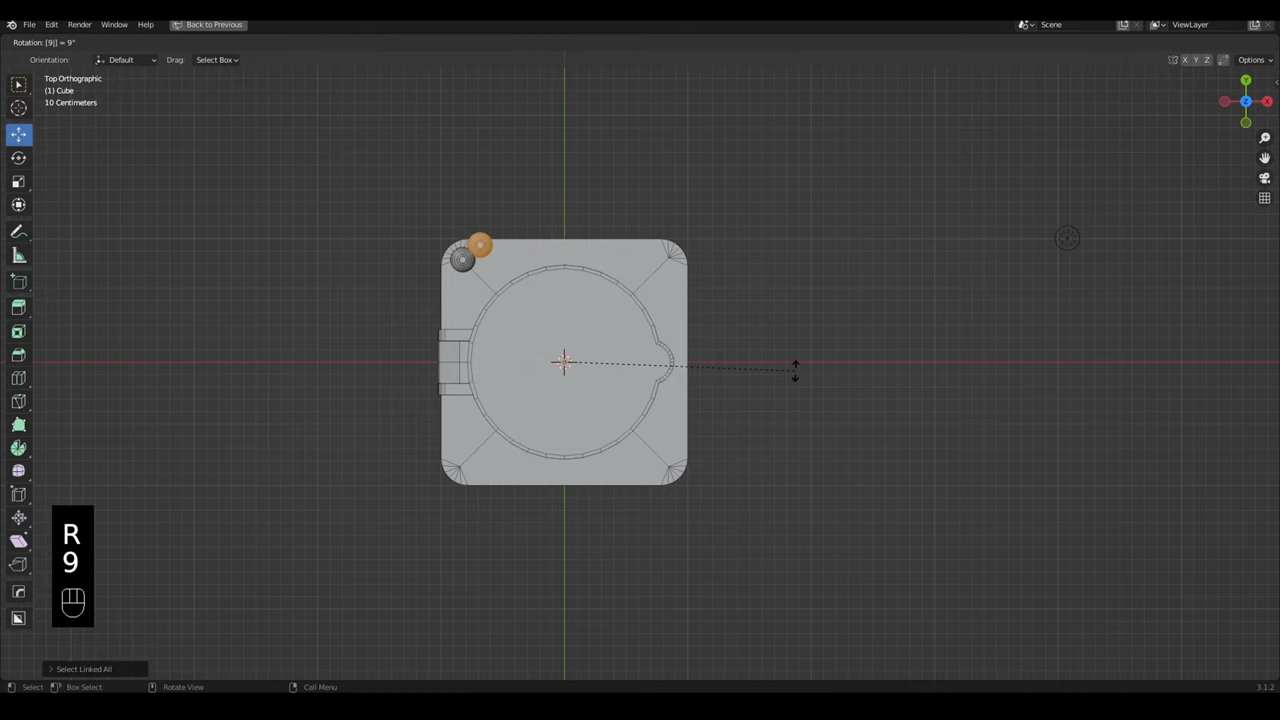 File Edit Render Window Help Back to Previous Scene ViewLayer
Rotation: [9|] = 9°
Orientation: Default Drag: Select Box X Y Z Options
Top Orthographic
(1) Cube
10 Centimeters
Y
Z
X
R
9
Select Linked All
Select Box Select Rotate View Call Menu 3.1.2